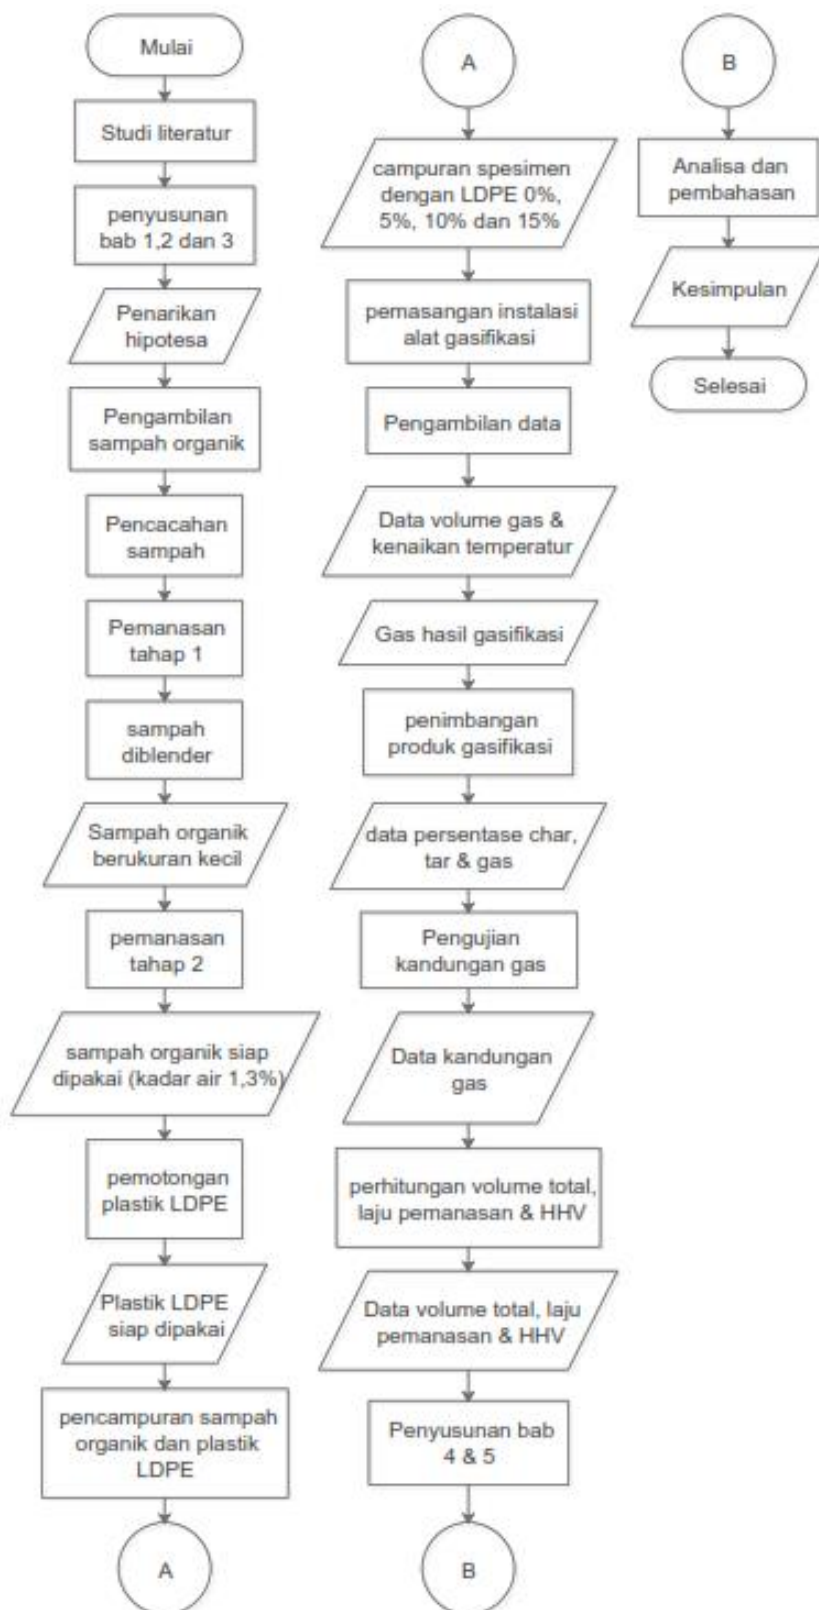 Mulai
Studi literatur
penyusunan
bab 1,2 dan 3
Penarikan
hipotesa
Pengambilan
sampah organik
Pencacahan
sampah
Pemanasan
tahap 1
sampah
diblender
Sampah organik
berukuran kecil
pemanasan
tahap 2
sampah organik siap
dipakai (kadar air 1,3%)
pemotongan
plastik LDPE
Plastik LDPE
siap dipakai
pencampuran sampah
organik dan plastik
LDPE
A
A
campuran spesimen
dengan LDPE 0%,
5%, 10% dan 15%
pemasangan instalasi
alat gasifikasi
Pengambilan data
Data volume gas &
kenaikan temperatur
Gas hasil gasifikasi
penimbangan
produk gasifikasi
data persentase char,
tar & gas
Pengujian
kandungan gas
Data kandungan
gas
perhitungan volume total,
laju pemanasan & HHV
Data volume total, laju
pemanasan & HHV
Penyusunan bab
4 & 5
B
B
Analisa dan
pembahasan
Kesimpulan
Selesai